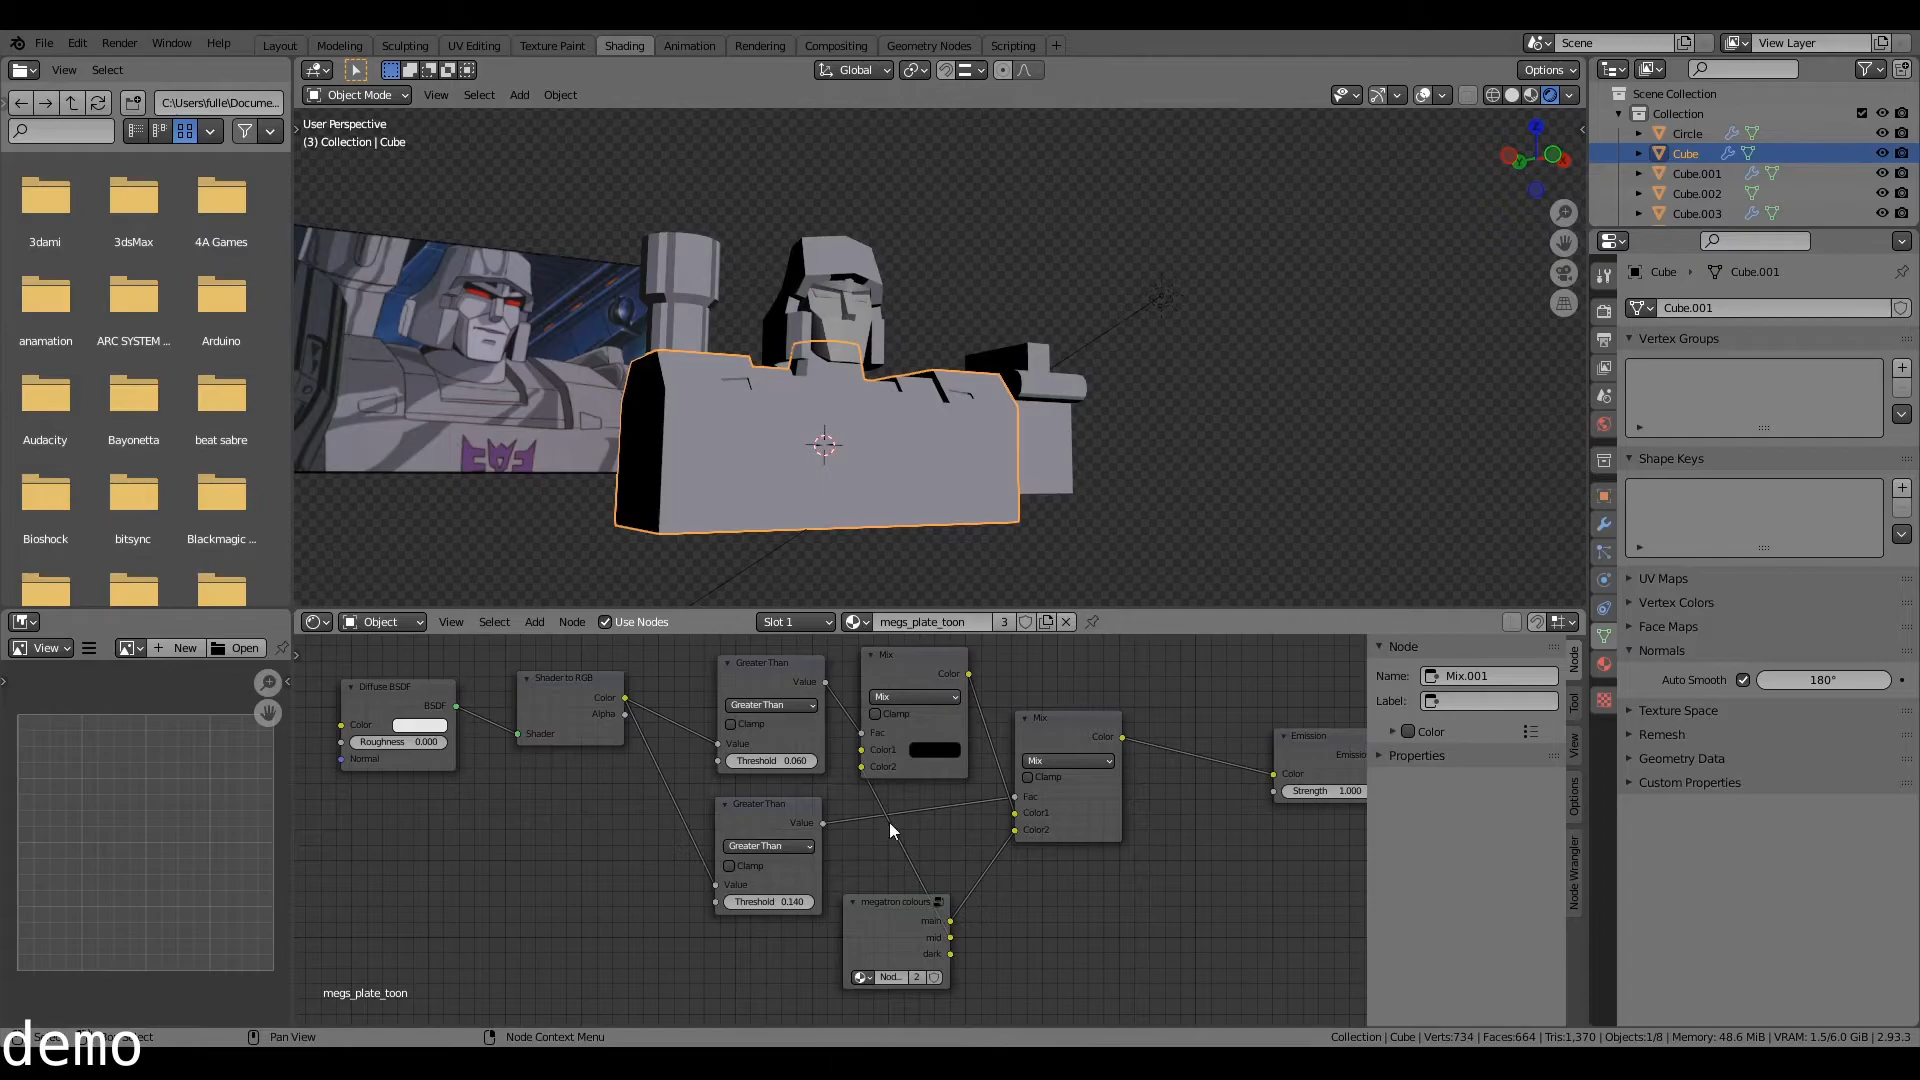 File Edit Render Window Help
Layout Modeling Sculpting UV Editing Texture Paint Shading Animation Rendering Compositing Geometry Nodes Scripting +
Scene
View Layer
View Select
Global
Options
C:\Users\fulle\Docume...
Object Mode View Select Add Object
User Perspective
(3) Collection | Cube
Scene Collection
Collection
Circle
Cube
Cube.001
Cube.002
Cube.003
3dami 3dsMax 4A Games
anamation ARC SYSTEM ... Arduino
Audacity Bayonetta beat sabre
Bioshock bitsync Blackmagic ...
Cube Cube.001
Cube.001
Vertex Groups
Shape Keys
UV Maps
Vertex Colors
Face Maps
Normals
Auto Smooth 180°
Texture Space
Remesh
Geometry Data
Custom Properties
View New Open
Object View Select Add Node Use Nodes Slot 1 megs_plate_toon 3
Diffuse BSDF
BSDF
Color
Roughness 0.000
Normal
Shader to RGB
Color
Alpha
Shader
Greater Than
Value
Greater Than
Clamp
Value
Threshold 0.060
Greater Than
Value
Greater Than
Clamp
Value
Threshold 0.140
Mix
Color
Mix
Clamp
Fac
Color1
Color2
Mix
Color
Mix
Clamp
Fac
Color1
Color2
megatron colours
main
mid
dark
Nod... 2
Emission
Emissio
Color
Strength 1.000
Node
Name: Mix.001
Label:
Color
Properties
Node
Tool
View
Options
Node Wrangler
megs_plate_toon
demo
Pan View
Node Context Menu
Collection | Cube | Verts:734 | Faces:664 | Tris:1,370 | Objects:1/8 | Memory: 48.6 MiB | VRAM: 1.5/6.0 GiB | 2.93.3